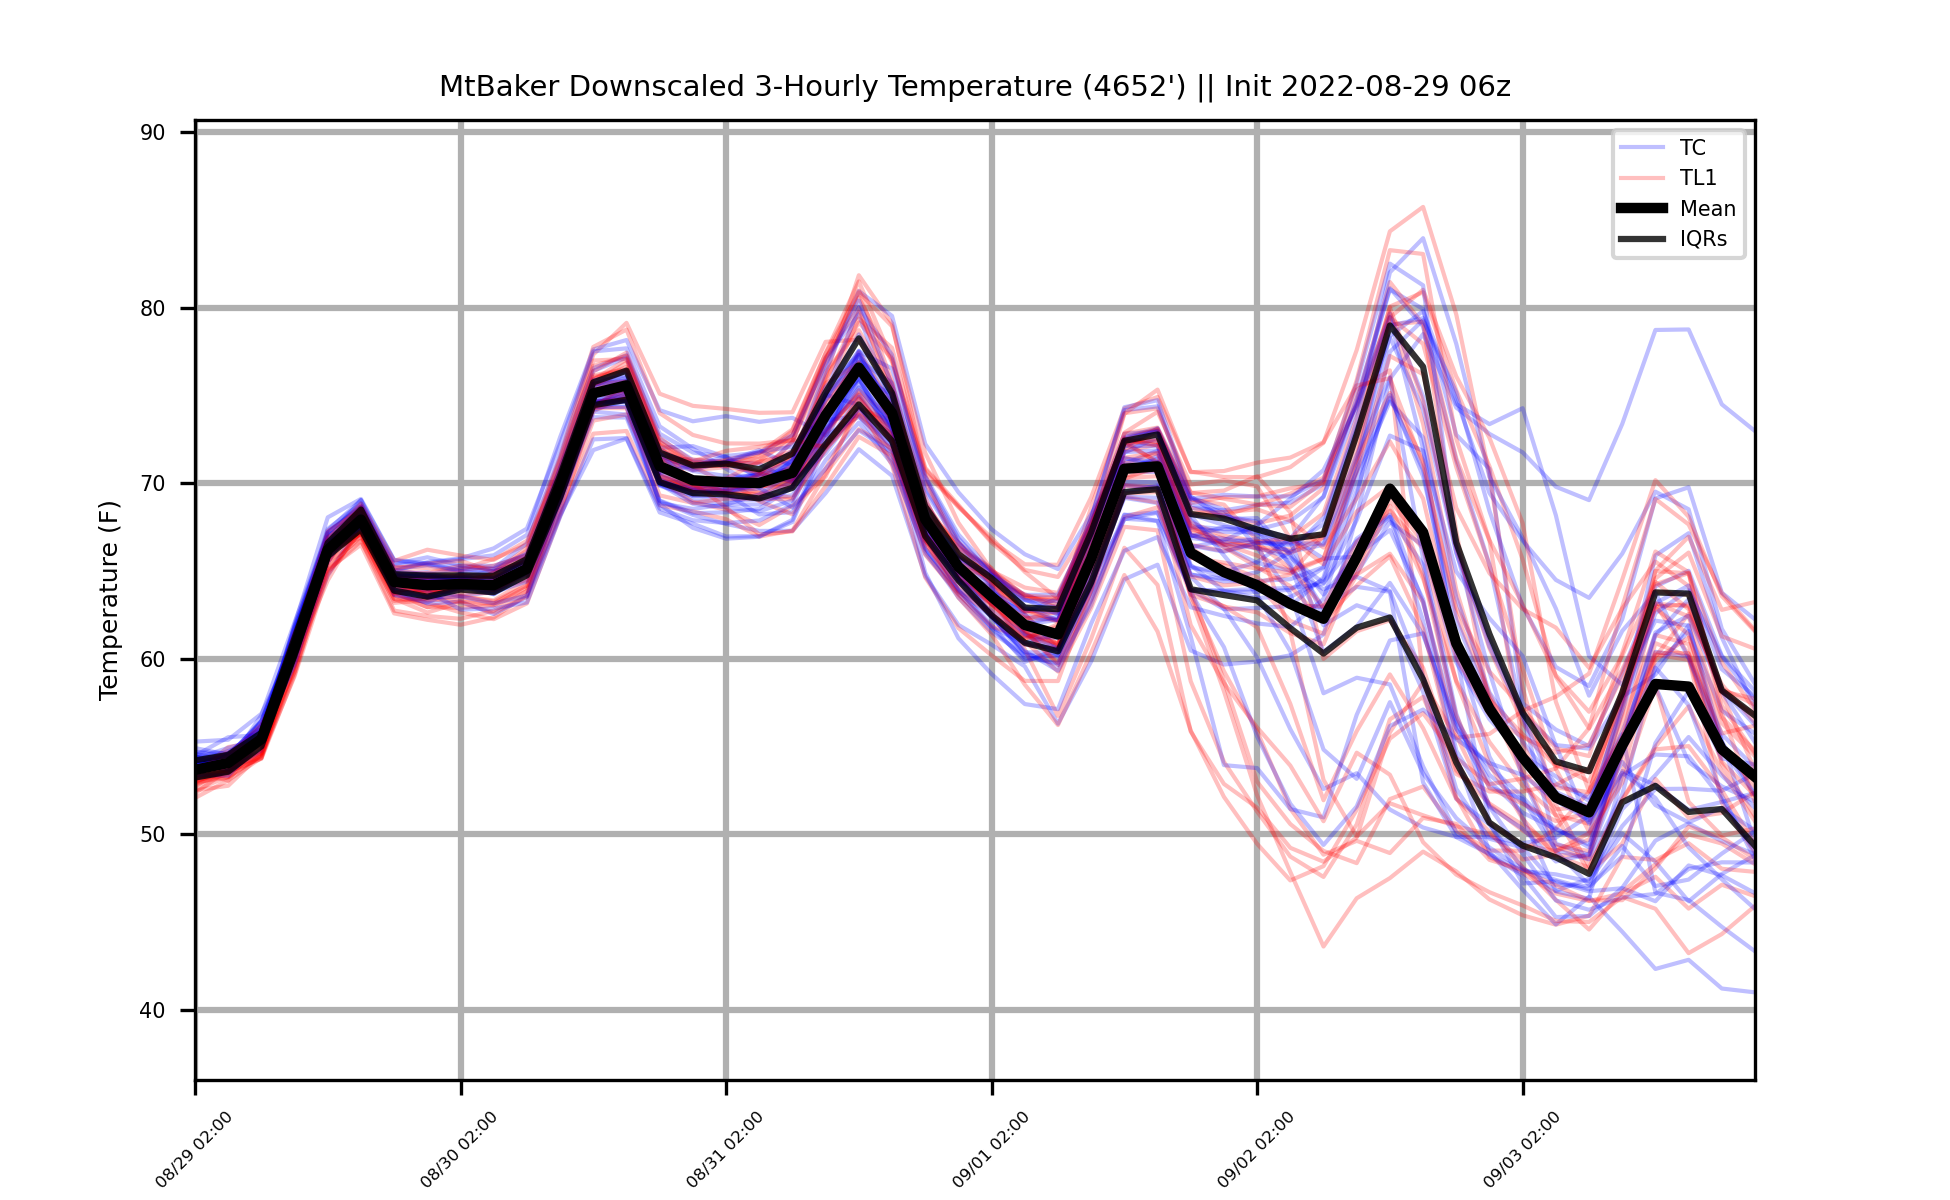 MtBaker Downscaled 3-Hourly Temperature (4652') || Init 2022-08-29 06z
TC
TL1
Mean
IQRs
Temperature (F)
90
80
70
60
50
40
08/29 02:00
08/30 02:00
08/31 02:00
09/01 02:00
09/02 02:00
09/03 02:00